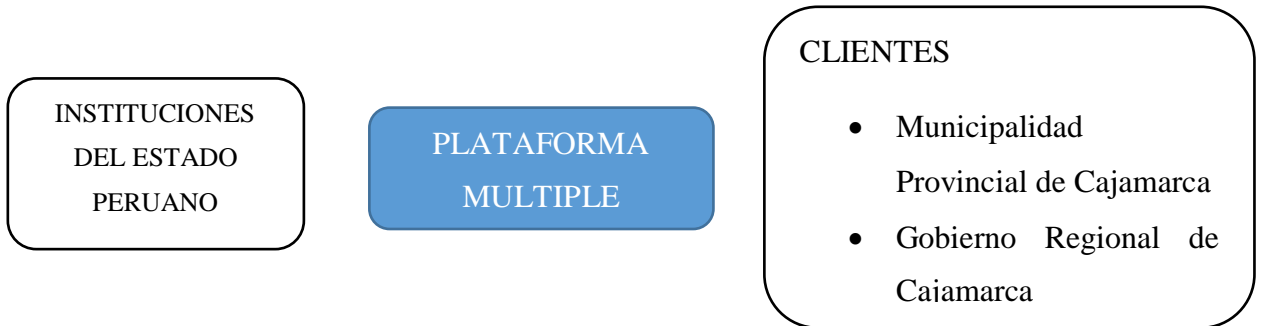 INSTITUCIONES
DEL ESTADO
PERUANO
PLATAFORMA
MULTIPLE
CLIENTES
• Municipalidad
Provincial de Cajamarca
• Gobierno Regional de
Cajamarca